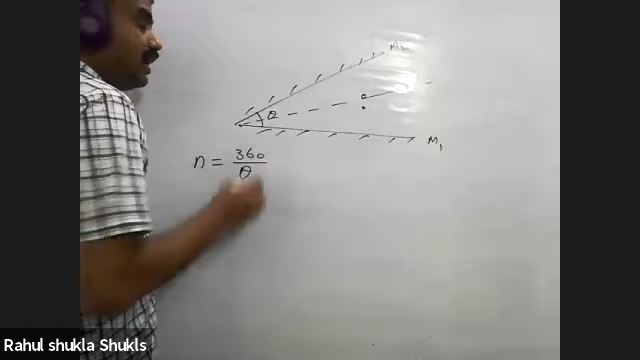 M₂
θ
M₁
n = 360/θ
Rahul shukla Shukls